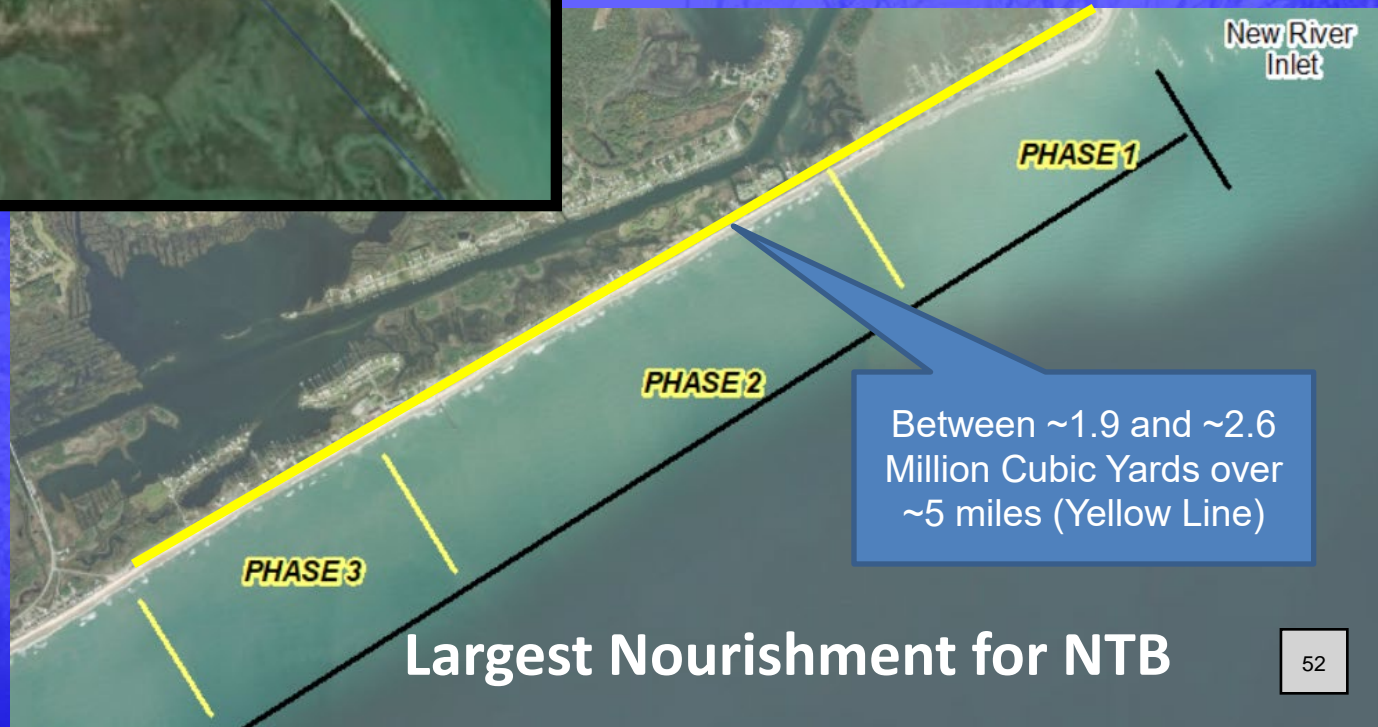 New River
Inlet
PHASE 1
PHASE 2
Between ~1.9 and ~2.6
Million Cubic Yards over
~5 miles (Yellow Line)
PHASE 3
Largest Nourishment for NTB
52